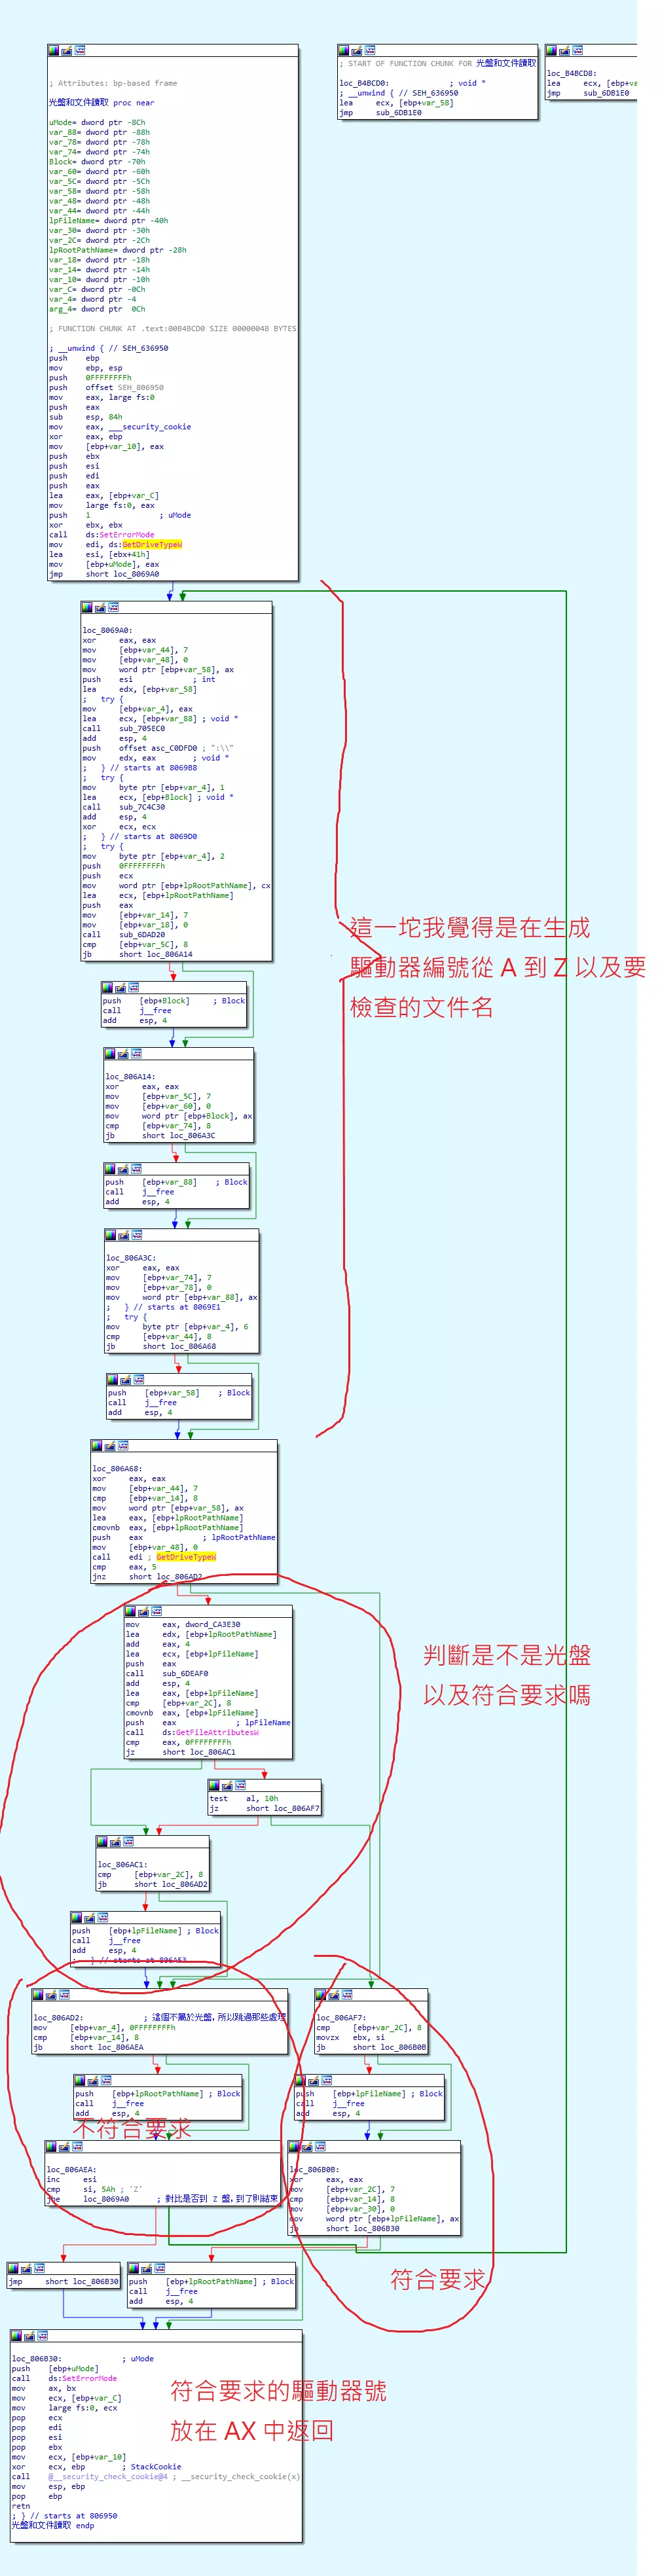 ; Attributes: bp-based frame
光盤和文件讀取 proc near
uMode= dword ptr -8Ch
var_88= dword ptr -88h
var_78= dword ptr -78h
var_74= dword ptr -74h
Block= dword ptr -70h
var_60= dword ptr -60h
var_5C= dword ptr -5Ch
var_58= dword ptr -58h
var_48= dword ptr -48h
var_44= dword ptr -44h
lpFileName= dword ptr -40h
var_30= dword ptr -30h
var_2C= dword ptr -2Ch
lpRootPathName= dword ptr -28h
var_18= dword ptr -18h
var_14= dword ptr -14h
var_10= dword ptr -10h
var_C= dword ptr -0Ch
var_4= dword ptr -4
arg_4= dword ptr  0Ch
; FUNCTION CHUNK AT .text:00B4BCD0 SIZE 0000004B BYTES
; __unwind { // SEH_636950
push    ebp
mov     ebp, esp
push    0FFFFFFFFh
push    offset SEH_806950
mov     eax, large fs:0
push    eax
sub     esp, 84h
mov     eax, ___security_cookie
xor     eax, ebp
mov     [ebp+var_10], eax
push    ebx
push    esi
push    edi
push    eax
lea     eax, [ebp+var_C]
mov     large fs:0, eax
push    1               ; uMode
xor     ebx, ebx
call    ds:SetErrorMode
mov     edi, ds:GetDriveTypeW
lea     esi, [ebx+41h]
mov     [ebp+uMode], eax
jmp     short loc_8069A0
; START OF FUNCTION CHUNK FOR 光盤和文件讀取
loc_B4BCD0:             ; void *
; __unwind { // SEH_636950
lea     ecx, [ebp+var_58]
jmp     sub_6DB1E0
loc_B4BCD8:
lea     ecx, [ebp+va
jmp     sub_6DB1E0
loc_8069A0:
xor     eax, eax
mov     [ebp+var_44], 7
mov     [ebp+var_48], 0
mov     word ptr [ebp+var_58], ax
push    esi             ; int
lea     edx, [ebp+var_58]
;   try {
mov     [ebp+var_4], eax
lea     ecx, [ebp+var_88] ; void *
call    sub_705EC0
add     esp, 4
push    offset asc_C0DFD0 ; ":\\"
mov     edx, eax        ; void *
;   } // starts at 8069B8
;   try {
mov     byte ptr [ebp+var_4], 1
lea     ecx, [ebp+Block] ; void *
call    sub_7C4C30
add     esp, 4
xor     ecx, ecx
;   } // starts at 8069D0
;   try {
mov     byte ptr [ebp+var_4], 2
push    0FFFFFFFFh
push    ecx
mov     word ptr [ebp+lpRootPathName], cx
lea     ecx, [ebp+lpRootPathName]
push    eax
mov     [ebp+var_14], 7
mov     [ebp+var_18], 0
call    sub_6DAD20
cmp     [ebp+var_5C], 8
jb      short loc_806A14
這一坨我覺得是在生成
驅動器編號從 A 到 Z 以及要
檢查的文件名
push    [ebp+Block]     ; Block
call    j__free
add     esp, 4
loc_806A14:
xor     eax, eax
mov     [ebp+var_5C], 7
mov     [ebp+var_60], 0
mov     word ptr [ebp+Block], ax
cmp     [ebp+var_74], 8
jb      short loc_806A3C
push    [ebp+var_88]    ; Block
call    j__free
add     esp, 4
loc_806A3C:
xor     eax, eax
mov     [ebp+var_74], 7
mov     [ebp+var_78], 0
mov     word ptr [ebp+var_88], ax
;   } // starts at 8069E1
;   try {
mov     byte ptr [ebp+var_4], 6
cmp     [ebp+var_44], 8
jb      short loc_806A68
push    [ebp+var_58]    ; Block
call    j__free
add     esp, 4
loc_806A68:
xor     eax, eax
mov     [ebp+var_44], 7
cmp     [ebp+var_14], 8
mov     word ptr [ebp+var_58], ax
lea     eax, [ebp+lpRootPathName]
cmovnb  eax, [ebp+lpRootPathName]
push    eax             ; lpRootPathName
mov     [ebp+var_48], 0
call    edi ; GetDriveTypeW
cmp     eax, 5
jnz     short loc_806AD2
mov     eax, dword_CA3E30
lea     edx, [ebp+lpRootPathName]
add     eax, 4
lea     ecx, [ebp+lpFileName]
push    eax
call    sub_6DEAF0
add     esp, 4
lea     eax, [ebp+lpFileName]
cmp     [ebp+var_2C], 8
cmovnb  eax, [ebp+lpFileName]
push    eax             ; lpFileName
call    ds:GetFileAttributesW
cmp     eax, 0FFFFFFFFh
jz      short loc_806AC1
判斷是不是光盤
以及符合要求嗎
test    al, 10h
jz      short loc_806AF7
loc_806AC1:
cmp     [ebp+var_2C], 8
jb      short loc_806AD2
push    [ebp+lpFileName] ; Block
call    j__free
add     esp, 4
;   } // starts at 806A53
loc_806AD2:             ; 這個不屬於光盤,所以跳過那些處理
mov     [ebp+var_4], 0FFFFFFFFh
cmp     [ebp+var_14], 8
jb      short loc_806AEA
loc_806AF7:
cmp     [ebp+var_2C], 8
movzx   ebx, si
jb      short loc_806B0B
push    [ebp+lpRootPathName] ; Block
call    j__free
add     esp, 4
不符合要求
push    [ebp+lpFileName] ; Block
call    j__free
add     esp, 4
loc_806AEA:
inc     esi
cmp     si, 5Ah ; 'Z'
jbe     loc_8069A0      ; 對比是否到 Z 盤,到了則結束
loc_806B0B:
xor     eax, eax
mov     [ebp+var_2C], 7
cmp     [ebp+var_14], 8
mov     [ebp+var_30], 0
mov     word ptr [ebp+lpFileName], ax
jb      short loc_806B30
符合要求
jmp     short loc_806B30
push    [ebp+lpRootPathName] ; Block
call    j__free
add     esp, 4
loc_806B30:             ; uMode
push    [ebp+uMode]
call    ds:SetErrorMode
mov     ax, bx
mov     ecx, [ebp+var_C]
mov     large fs:0, ecx
pop     ecx
pop     edi
pop     esi
pop     ebx
mov     ecx, [ebp+var_10]
xor     ecx, ebp        ; StackCookie
call    @__security_check_cookie@4 ; __security_check_cookie(x)
mov     esp, ebp
pop     ebp
retn
; } // starts at 806950
光盤和文件讀取 endp
符合要求的驅動器號
放在 AX 中返回